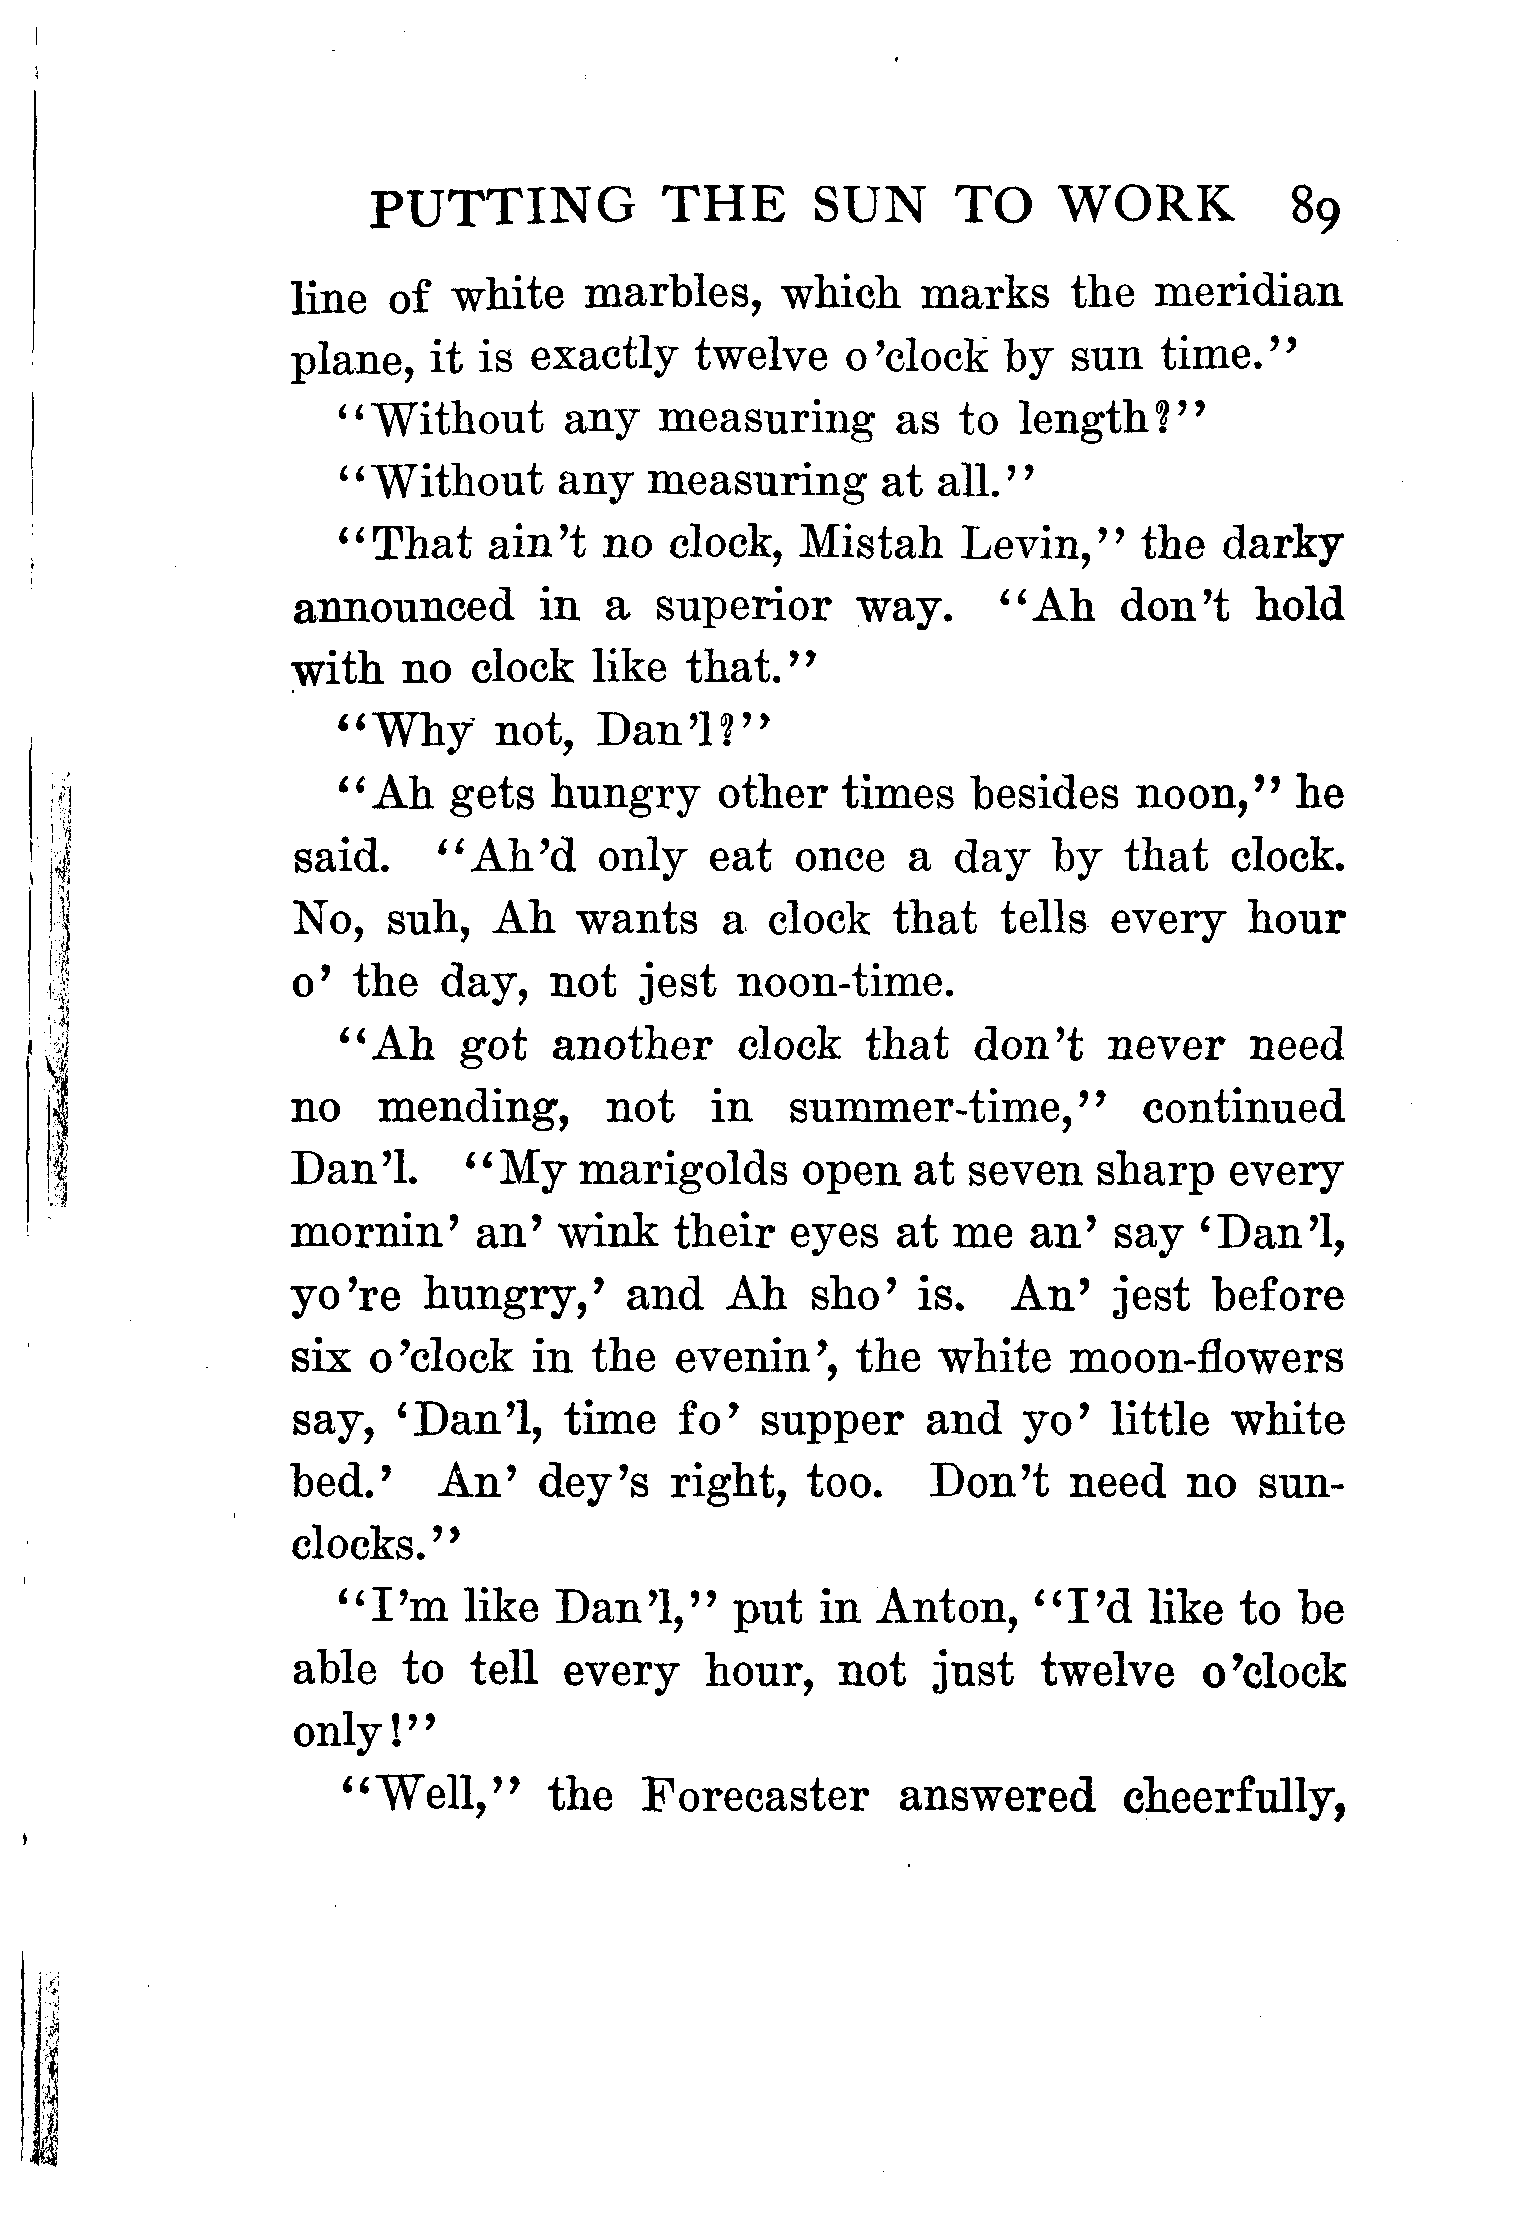 PUTTING THE SUN TO WORK 89
line of white marbles, which marks the meridian
plane, it is exactly twelve o'clock by sun time."
"Without any measuring as to length?"
"Without any measuring at all."
"That ain't no clock, Mistah Levin," the darky
announced in a superior way. "Ah don't hold
with no clock like that."
"Why not, Dan'l?"
"Ah gets hungry other times besides noon," he
said. "Ah'd only eat once a day by that clock.
No, suh, Ah wants a clock that tells every hour
o' the day, not jest noon-time.
"Ah got another clock that don't never need
no mending, not in summer-time," continued
Dan'l. "My marigolds open at seven sharp every
mornin' an' wink their eyes at me an' say 'Dan'l,
yo're hungry,' and Ah sho' is. An' jest before
six o'clock in the evenin', the white moon-flowers
say, 'Dan'l, time fo' supper and yo' little white
bed.' An' dey's right, too. Don't need no sun-
clocks."
"I'm like Dan'l," put in Anton, "I'd like to be
able to tell every hour, not just twelve o'clock
only!"
"Well," the Forecaster answered cheerfully,